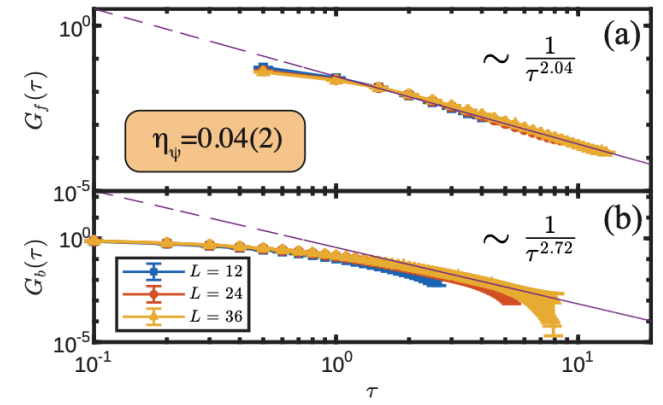 10^0
(a)
~ 1/τ^2.04
G_f(τ)
η_ψ=0.04(2)
10^-5
10^0
(b)
~ 1/τ^2.72
G_b(τ)
L = 12
L = 24
L = 36
10^-5
10^-1
10^0
10^1
τ